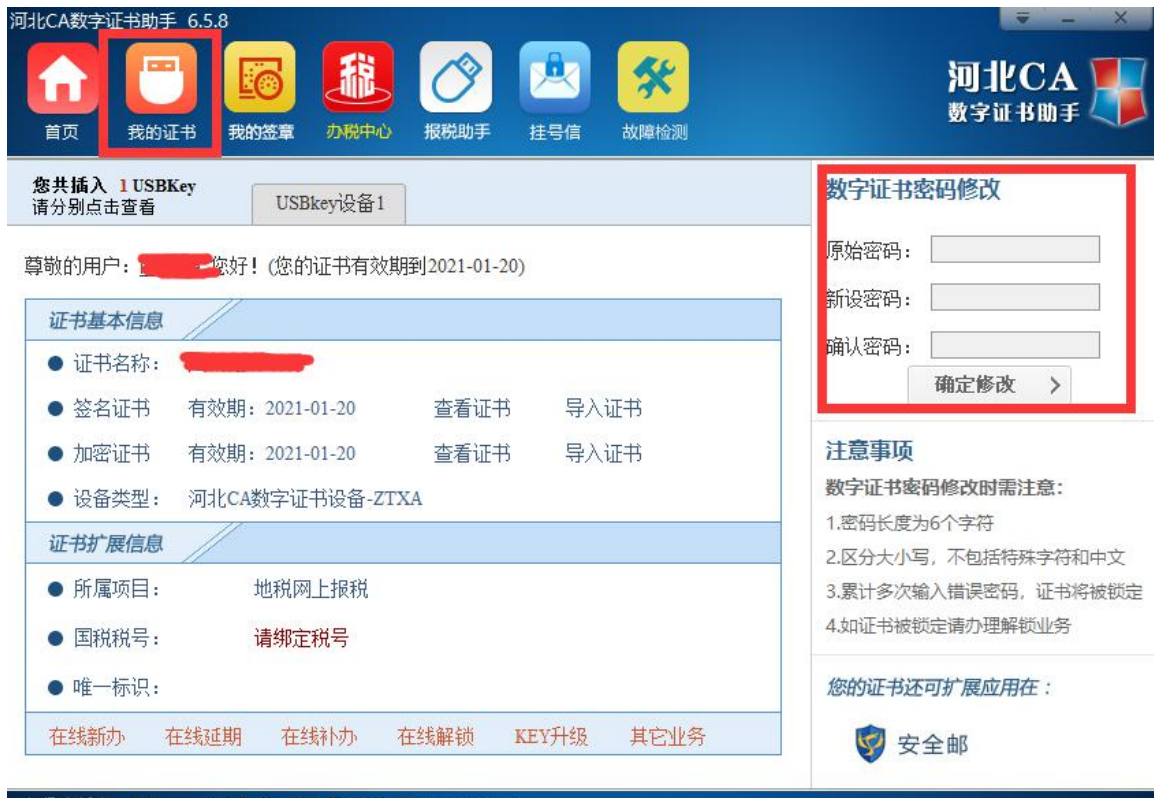 河北CA数字证书助手 6.5.8
首页
我的证书
我的签章
办税中心
税
报税助手
挂号信
故障检测
河北CA
数字证书助手
您共插入 1 USBKey
请分别点击查看
USBkey设备1
尊敬的用户：
您好！(您的证书有效期到2021-01-20)
证书基本信息
证书名称：
签名证书 有效期：2021-01-20 查看证书 导入证书
加密证书 有效期：2021-01-20 查看证书 导入证书
设备类型： 河北CA数字证书设备-ZTXA
证书扩展信息
所属项目： 地税网上报税
国税税号： 请绑定税号
唯一标识：
在线新办 在线延期 在线补办 在线解锁 KEY升级 其它业务
数字证书密码修改
原始密码：
新设密码：
确认密码：
确定修改
注意事项
数字证书密码修改时需注意：
1.密码长度为6个字符
2.区分大小写，不包括特殊字符和中文
3.累计多次输入错误密码，证书将被锁定
4.如证书被锁定请办理解锁业务
您的证书还可扩展应用在：
安全邮